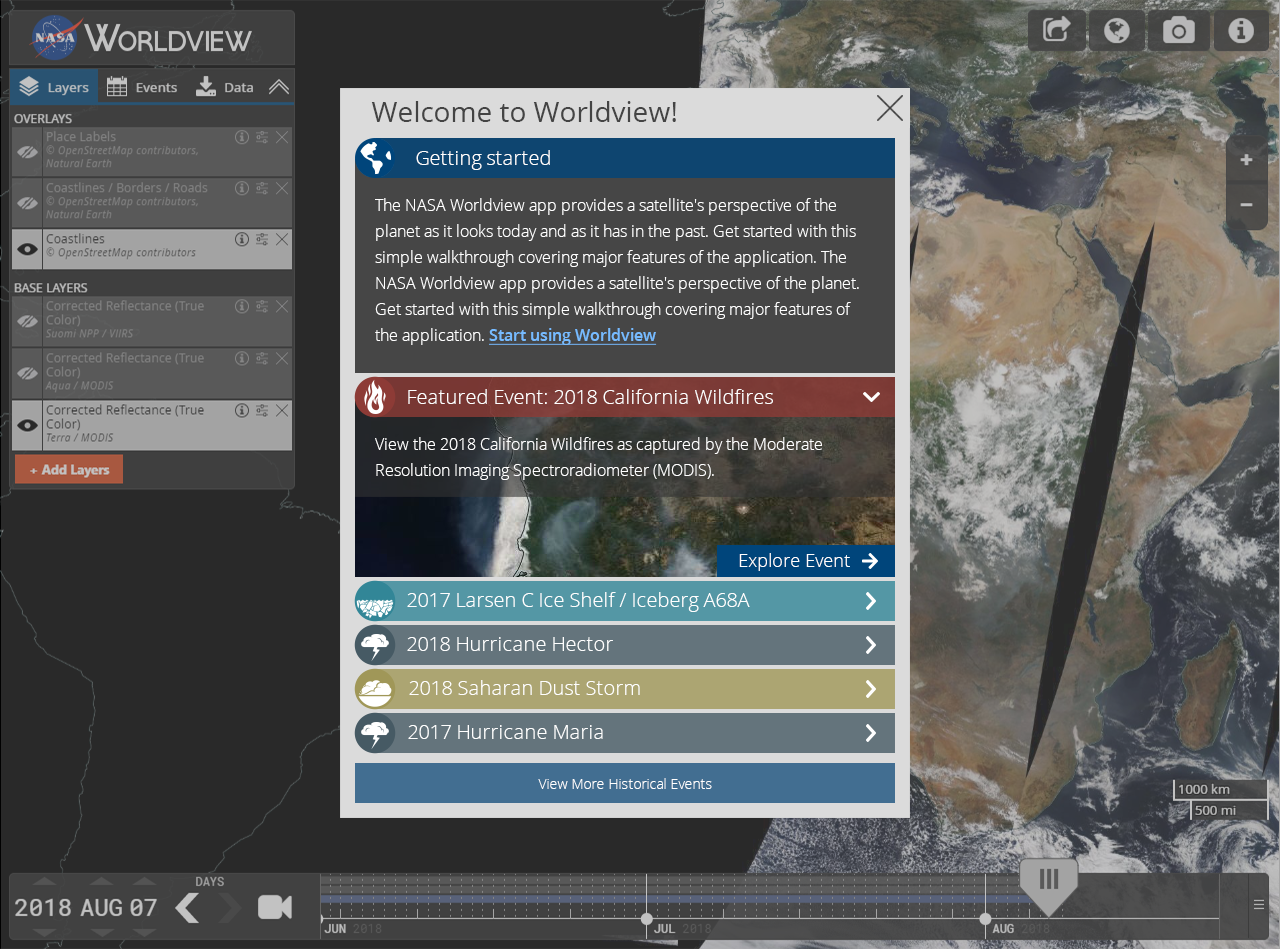 NASA WORLDVIEW
Layers Events Data
OVERLAYS
Place Labels
© OpenStreetMap contributors,
Natural Earth
Coastlines / Borders / Roads
© OpenStreetMap contributors,
Natural Earth
Coastlines
© OpenStreetMap contributors
BASE LAYERS
Corrected Reflectance (True
Color)
Suomi NPP / VIIRS
Corrected Reflectance (True
Color)
Aqua / MODIS
Corrected Reflectance (True
Color)
Terra / MODIS
+ Add Layers
Welcome to Worldview!
Getting started
The NASA Worldview app provides a satellite's perspective of the
planet as it looks today and as it has in the past. Get started with this
simple walkthrough covering major features of the application. The
NASA Worldview app provides a satellite's perspective of the planet.
Get started with this simple walkthrough covering major features of
the application. Start using Worldview
Featured Event: 2018 California Wildfires
View the 2018 California Wildfires as captured by the Moderate
Resolution Imaging Spectroradiometer (MODIS).
Explore Event
2017 Larsen C Ice Shelf / Iceberg A68A
2018 Hurricane Hector
2018 Saharan Dust Storm
2017 Hurricane Maria
View More Historical Events
+
−
1000 km
500 mi
DAYS
2018 AUG 07
JUN 2018
JUL 2018
AUG 2018